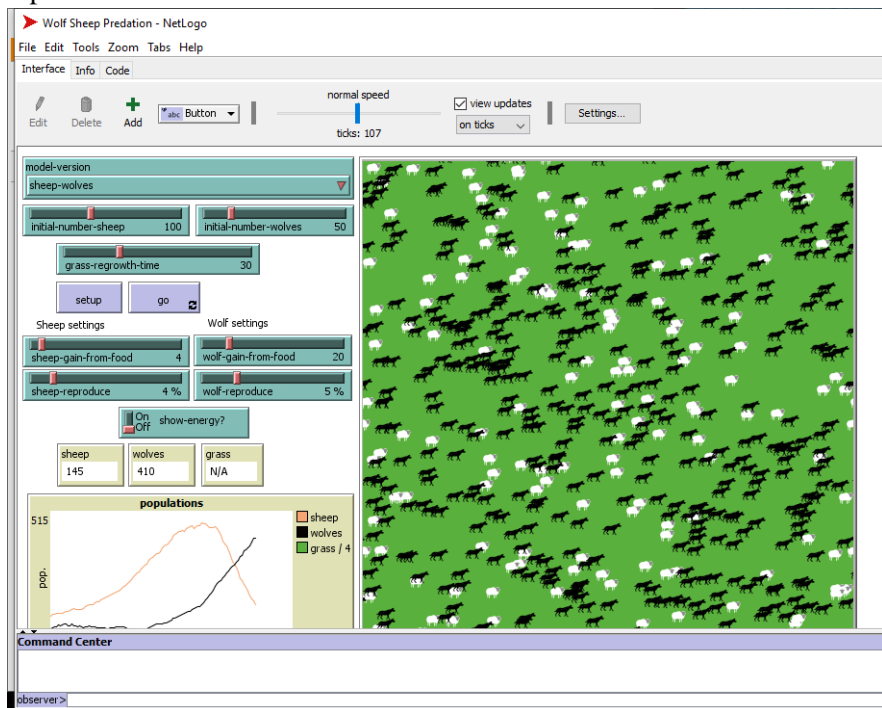 Wolf Sheep Predation - NetLogo
File Edit Tools Zoom Tabs Help
Interface Info Code
normal speed
Edit Delete Add abc Button view updates Settings...
ticks: 107 on ticks
model-version
sheep-wolves
initial-number-sheep 100 initial-number-wolves 50
grass-regrowth-time 30
setup go
Sheep settings Wolf settings
sheep-gain-from-food 4 wolf-gain-from-food 20
sheep-reproduce 4 % wolf-reproduce 5 %
On
Off show-energy?
sheep wolves grass
145 410 N/A
populations
515
pop.
sheep
wolves
grass / 4
Command Center
observer>